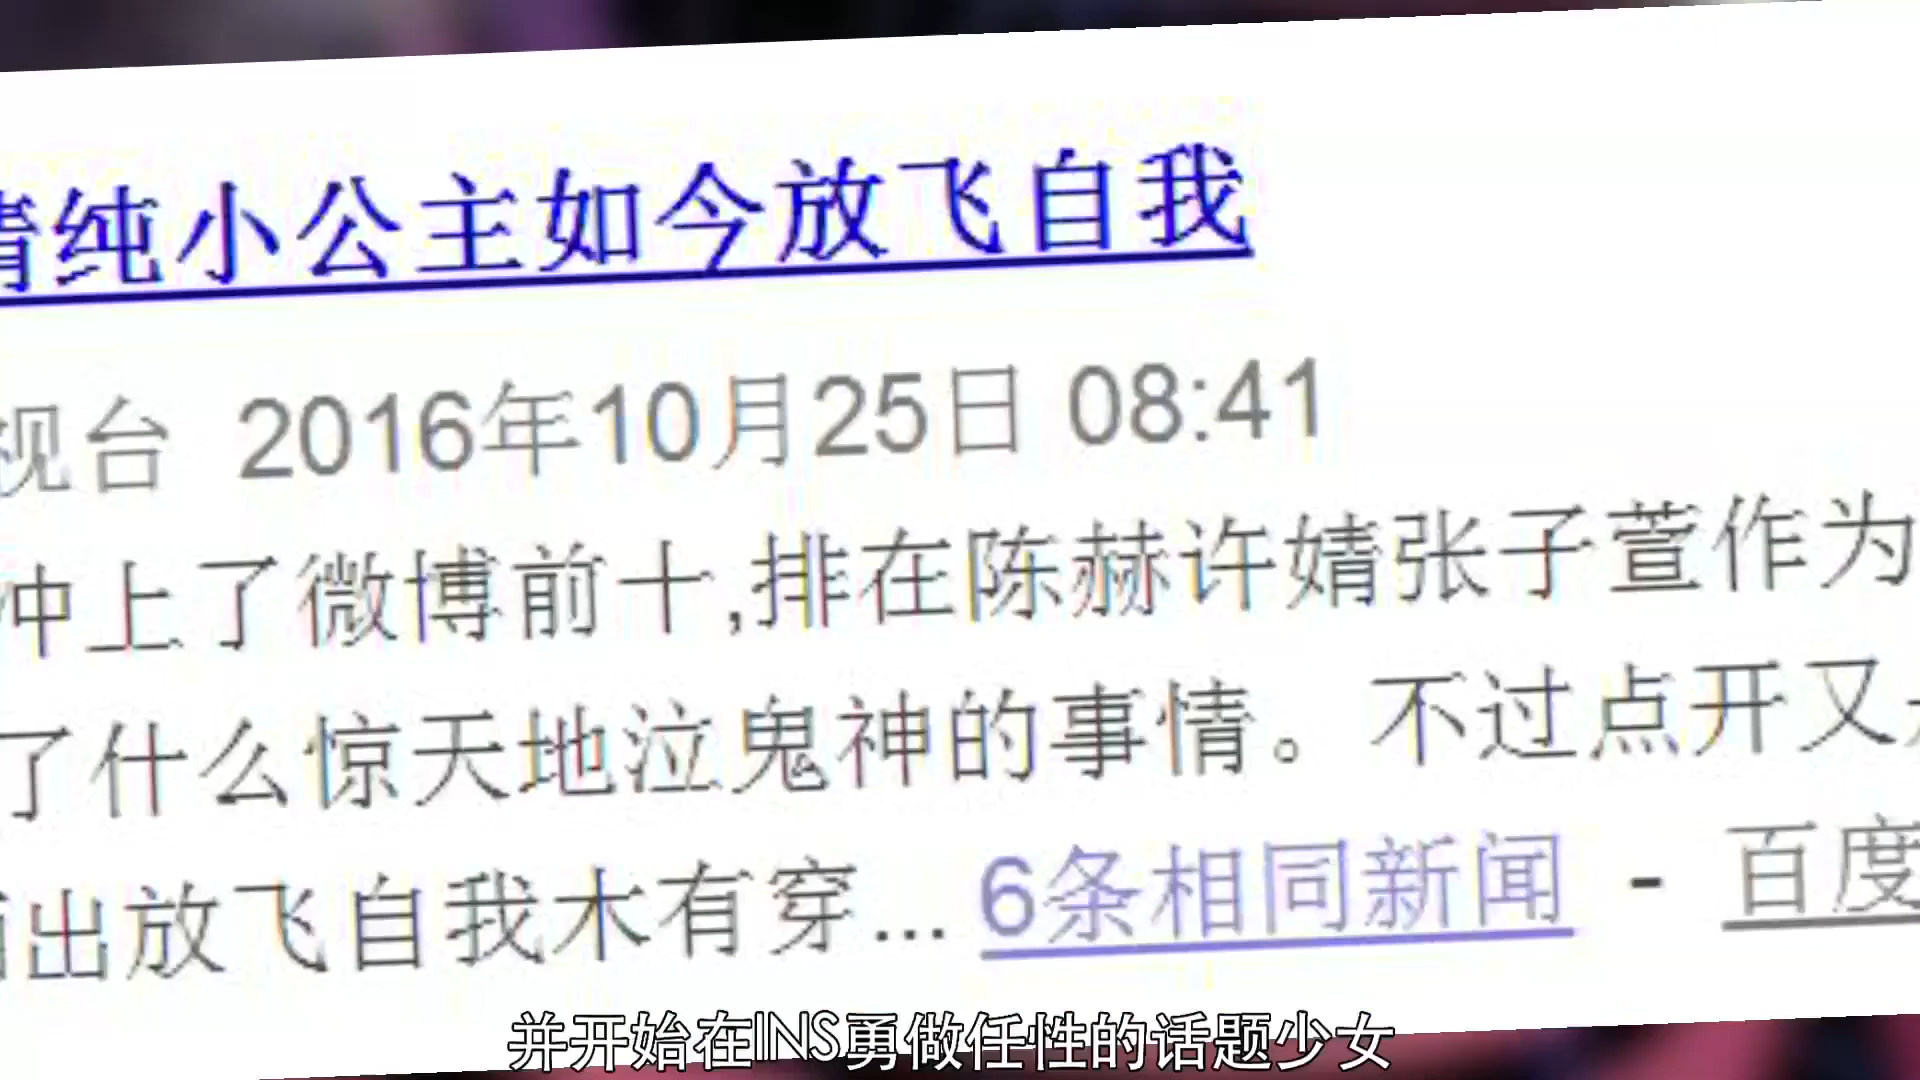 清纯小公主如今放飞自我
视台 2016年10月25日 08:41
冲上了微博前十,排在陈赫许婧张子萱作为
了什么惊天地泣鬼神的事情。不过点开又
出放飞自我木有穿... 6条相同新闻 - 百度
并开始在INS勇做任性的话题少女